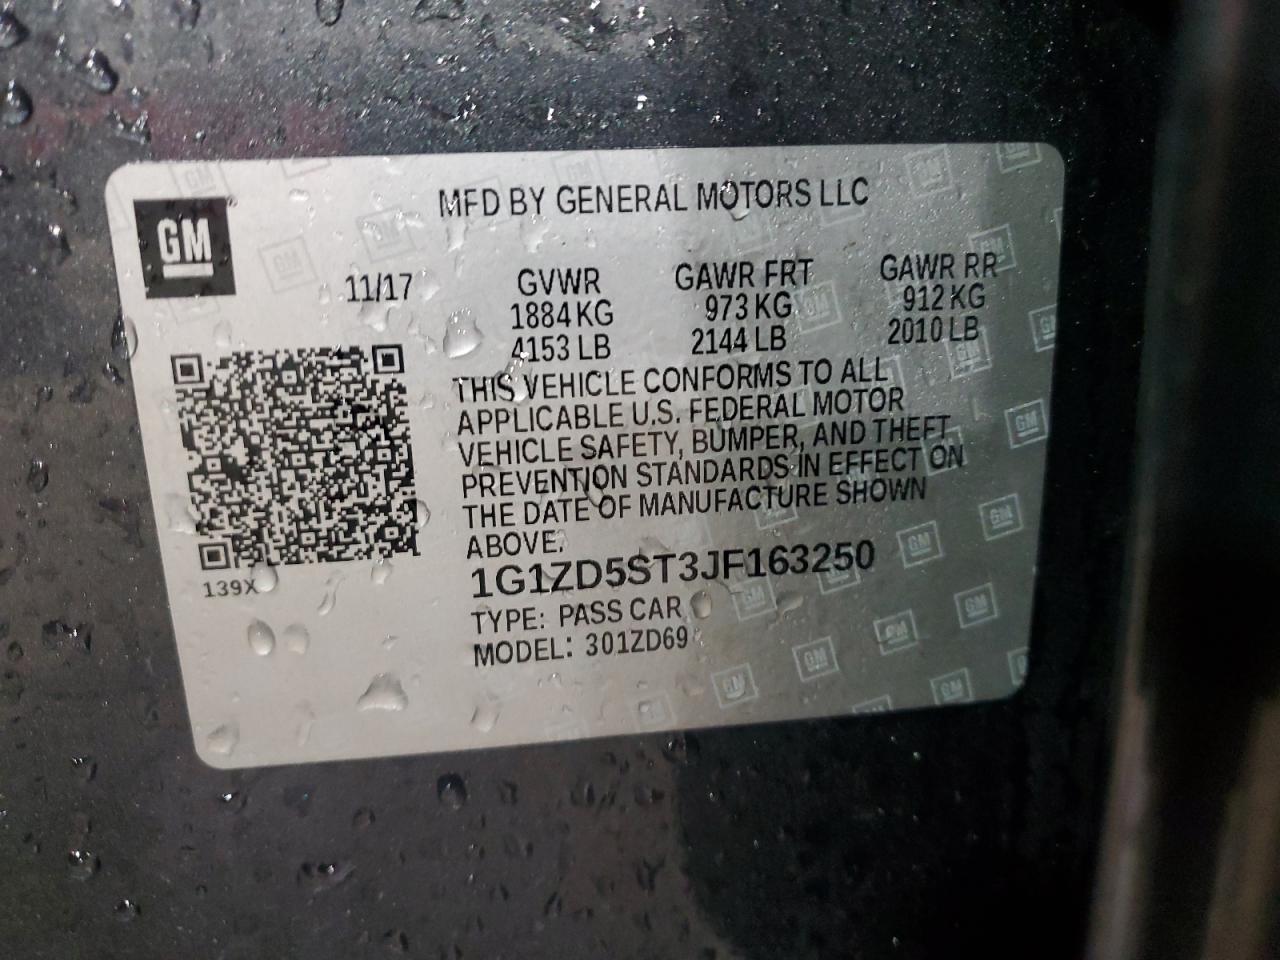 MFD BY GENERAL MOTORS LLC
GM
11/17
GVWR GAWR FRT GAWR RR
1884 KG 973 KG 912 KG
4153 LB 2144 LB 2010 LB
THIS VEHICLE CONFORMS TO ALL
APPLICABLE U.S. FEDERAL MOTOR
VEHICLE SAFETY, BUMPER, AND THEFT
PREVENTION STANDARDS IN EFFECT ON
THE DATE OF MANUFACTURE SHOWN
ABOVE.
139X
1G1ZD5ST3JF163250
TYPE: PASS CAR
MODEL: 301ZD69